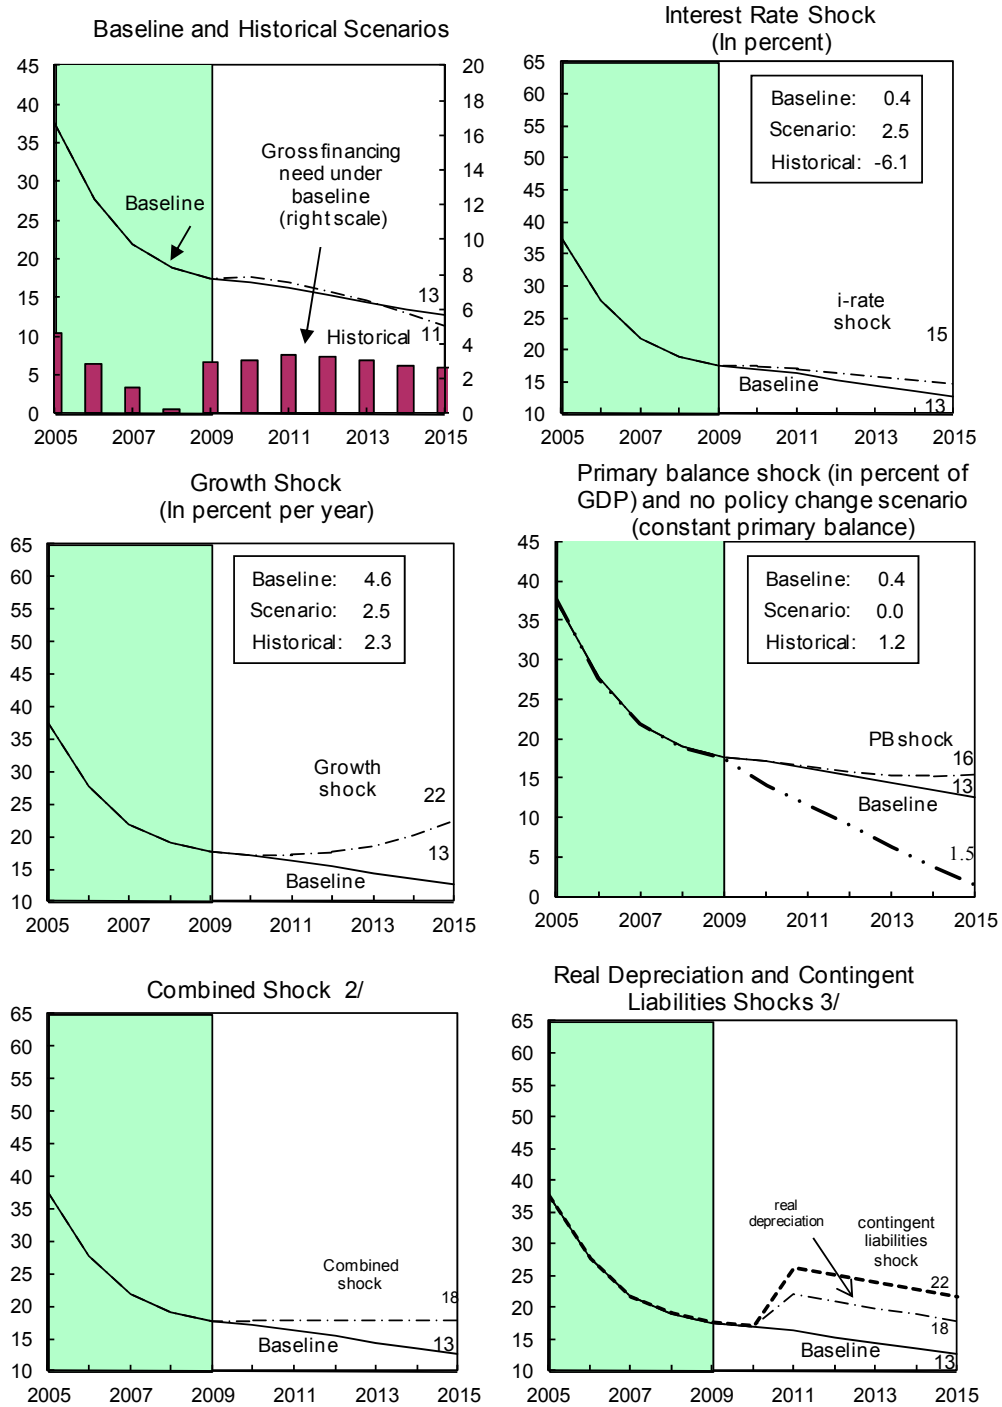 Baseline and Historical Scenarios
45
40
35
30
25
20
15
10
5
0
20
18
16
14
12
10
8
6
4
2
0
Baseline
Gross financing
need under
baseline
(right scale)
13
Historical
11
2005 2007 2009 2011 2013 2015
Interest Rate Shock
(In percent)
65
60
55
50
45
40
35
30
25
20
15
10
Baseline: 0.4
Scenario: 2.5
Historical: -6.1
i-rate
shock
15
Baseline
13
2005 2007 2009 2011 2013 2015
Growth Shock
(In percent per year)
65
60
55
50
45
40
35
30
25
20
15
10
Baseline: 4.6
Scenario: 2.5
Historical: 2.3
Growth
shock
22
13
Baseline
2005 2007 2009 2011 2013 2015
Primary balance shock (in percent of
GDP) and no policy change scenario
(constant primary balance)
45
40
35
30
25
20
15
10
5
0
Baseline: 0.4
Scenario: 0.0
Historical: 1.2
PB shock
16
13
Baseline
1.5
2005 2007 2009 2011 2013 2015
Combined Shock 2/
65
60
55
50
45
40
35
30
25
20
15
10
Combined
shock
18
Baseline
13
2005 2007 2009 2011 2013 2015
Real Depreciation and Contingent
Liabilities Shocks 3/
65
60
55
50
45
40
35
30
25
20
15
10
real
depreciation
contingent
liabilities
shock
22
18
Baseline
13
2005 2007 2009 2011 2013 2015